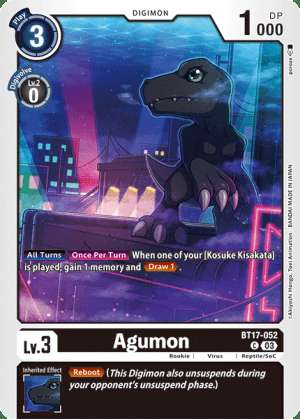 DIGIMON
Play
3
1000
DP
Digivolve
Lv.2
0
All Turns Once Per Turn When one of your [Kosuke Kisakata]
is played, gain 1 memory and Draw 1.
Lv.3
Agumon
BT17-052
C 03
Rookie Virus Reptile/SoC
Inherited Effect
Reboot (This Digimon also unsuspends during
your opponent's unsuspend phase.)
©Akiyoshi Hongo, Toei Animation BANDAI MADE IN JAPAN